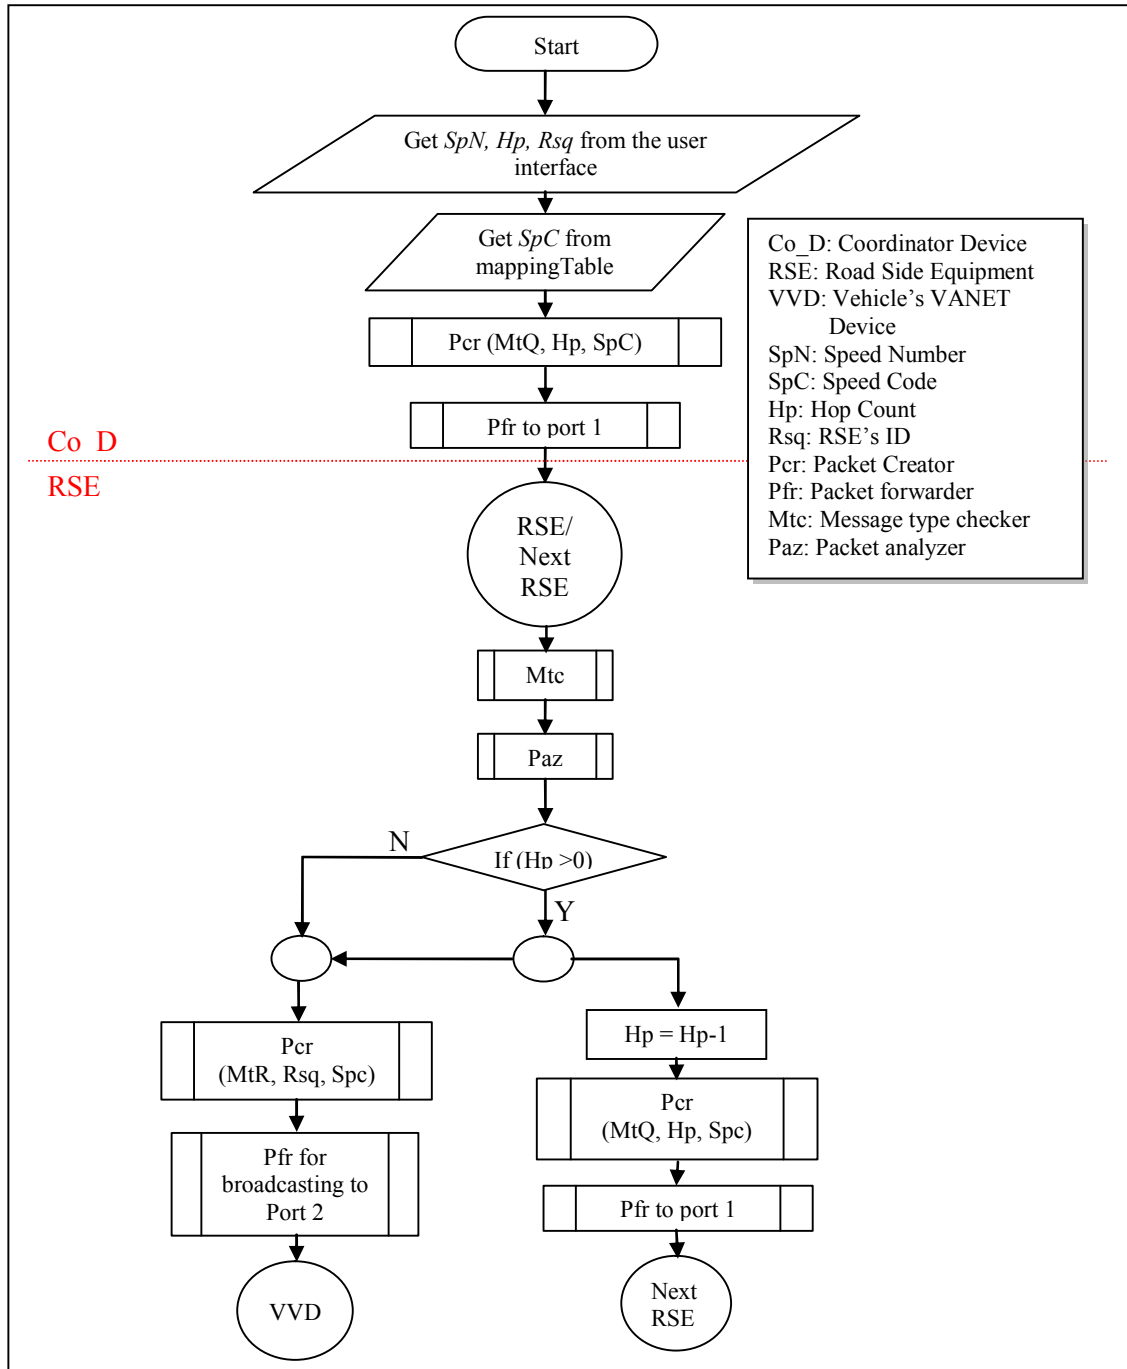 Start
Get SpN, Hp, Rsq from the user
interface
Get SpC from
mappingTable
Pcr (MtQ, Hp, SpC)
Pfr to port 1
Co_D: Coordinator Device
RSE: Road Side Equipment
VVD: Vehicle's VANET
Device
SpN: Speed Number
SpC: Speed Code
Hp: Hop Count
Rsq: RSE's ID
Pcr: Packet Creator
Pfr: Packet forwarder
Mtc: Message type checker
Paz: Packet analyzer
Co D
RSE
RSE/
Next
RSE
Mtc
Paz
If (Hp >0)
N
Y
Pcr
(MtR, Rsq, Spc)
Pfr for
broadcasting to
Port 2
VVD
Hp = Hp-1
Pcr
(MtQ, Hp, Spc)
Pfr to port 1
Next
RSE